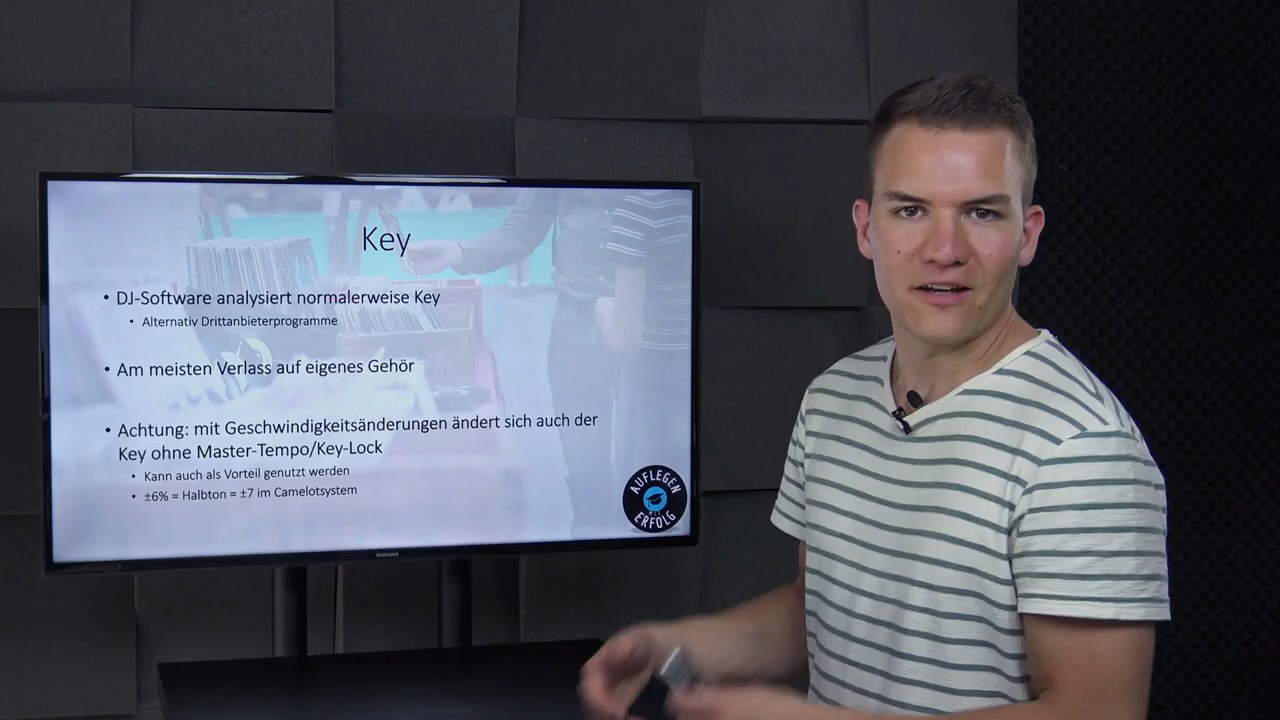 Key
• DJ-Software analysiert normalerweise Key
• Alternativ Drittanbieterprogramme
• Am meisten Verlass auf eigenes Gehör
• Achtung: mit Geschwindigkeitsänderungen ändert sich auch der
Key ohne Master-Tempo/Key-Lock
• Kann auch als Vorteil genutzt werden
• ±6% = Halbton = ±7 im Camelotsystem
AUFLEGEN
MIT
ERFOLG
SAMSUNG